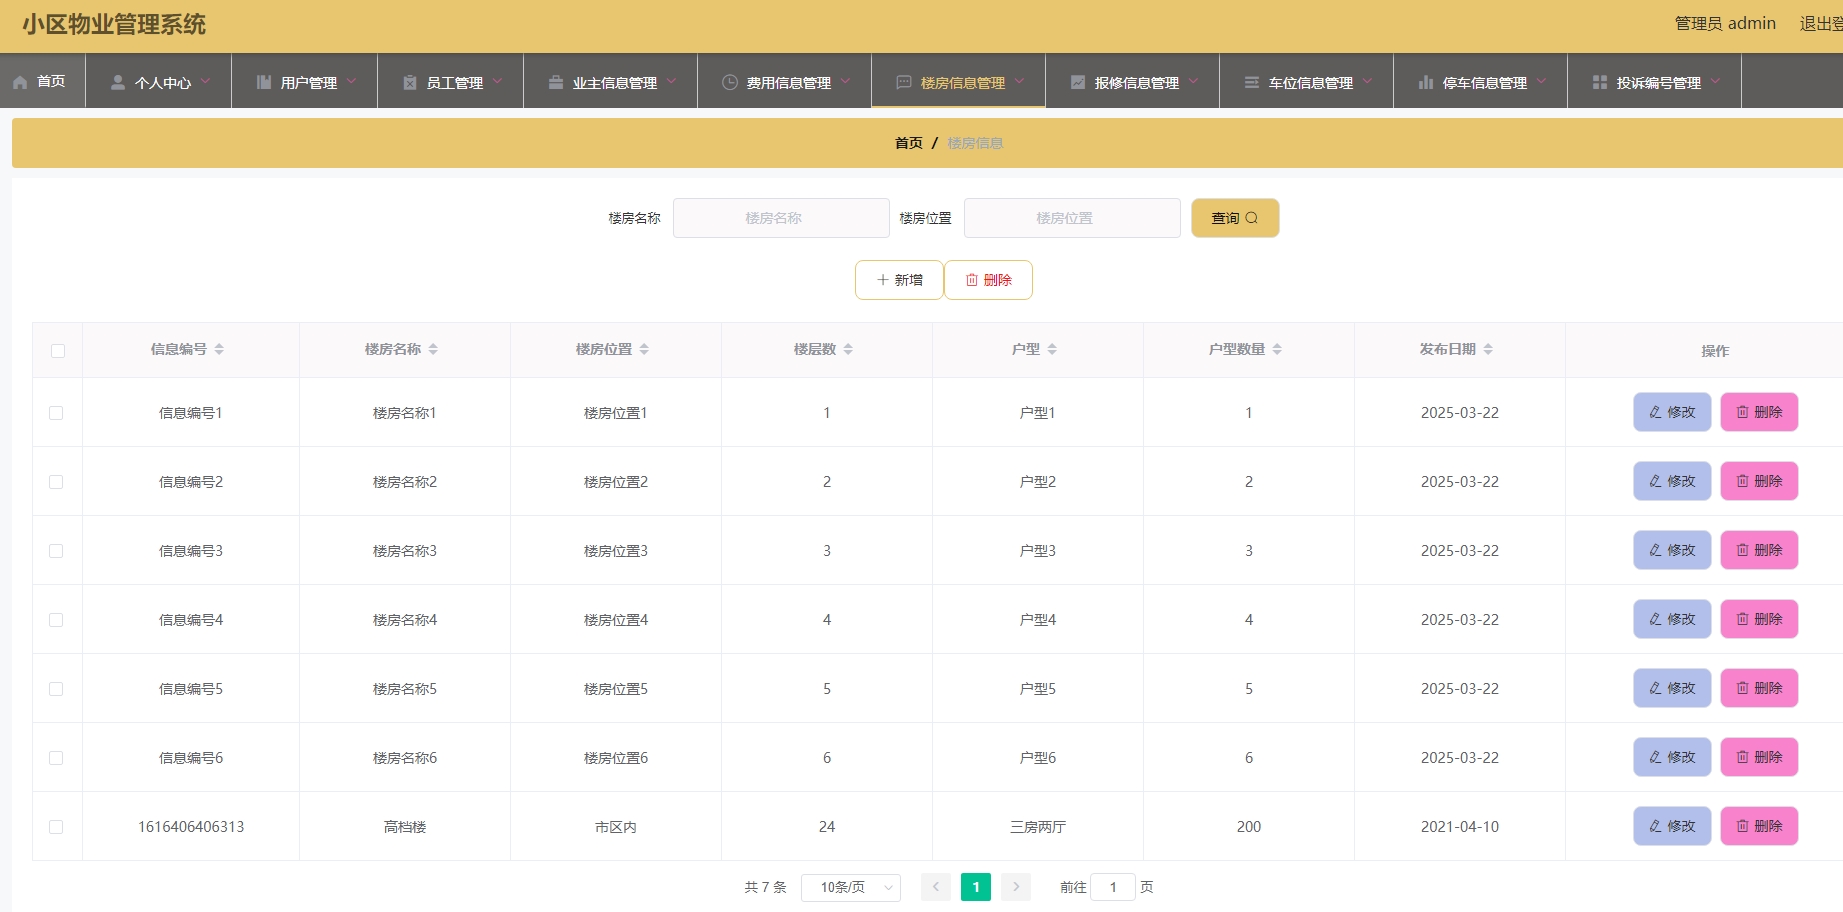 小区物业管理系统 管理员 admin 退出登
首页 个人中心 用户管理 员工管理 业主信息管理 费用信息管理 楼房信息管理 报修信息管理 车位信息管理 停车信息管理 投诉编号管理
首页 / 楼房信息
楼房名称 楼房名称 楼房位置 楼房位置 查询
新增 删除
信息编号 楼房名称 楼房位置 楼层数 户型 户型数量 发布日期 操作
信息编号1 楼房名称1 楼房位置1 1 户型1 1 2025-03-22 修改 删除
信息编号2 楼房名称2 楼房位置2 2 户型2 2 2025-03-22 修改 删除
信息编号3 楼房名称3 楼房位置3 3 户型3 3 2025-03-22 修改 删除
信息编号4 楼房名称4 楼房位置4 4 户型4 4 2025-03-22 修改 删除
信息编号5 楼房名称5 楼房位置5 5 户型5 5 2025-03-22 修改 删除
信息编号6 楼房名称6 楼房位置6 6 户型6 6 2025-03-22 修改 删除
1616406406313 高档楼 市区内 24 三房两厅 200 2021-04-10 修改 删除
共 7 条 10条/页 1 前往 1 页